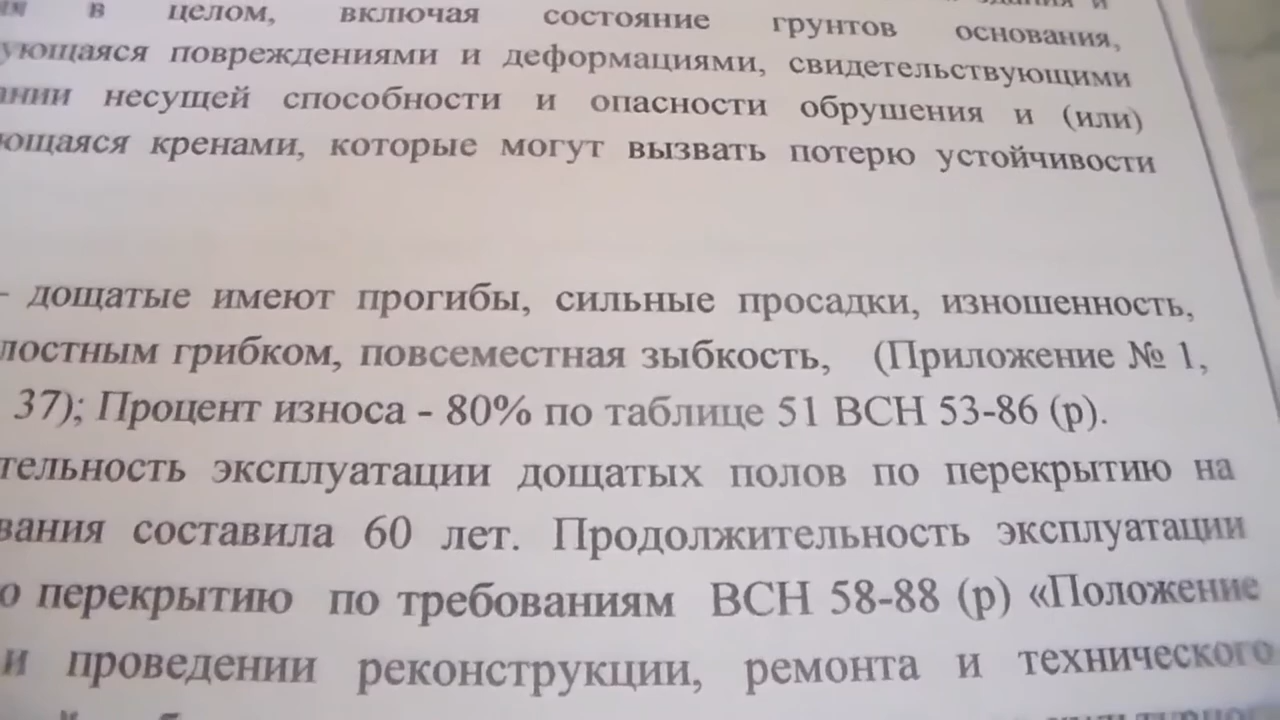 в целом, включая состояние грунтов основания,
ующаяся повреждениями и деформациями, свидетельствующими
ании несущей способности и опасности обрушения и (или)
ющаяся кренами, которые могут вызвать потерю устойчивости
- дощатые имеют прогибы, сильные просадки, изношенность,
лостным грибком, повсеместная зыбкость, (Приложение № 1,
37); Процент износа - 80% по таблице 51 ВСН 53-86 (р).
тельность эксплуатации дощатых полов по перекрытию на
вания составила 60 лет. Продолжительность эксплуатации
о перекрытию по требованиям ВСН 58-88 (р) «Положение
и проведении реконструкции, ремонта и технического